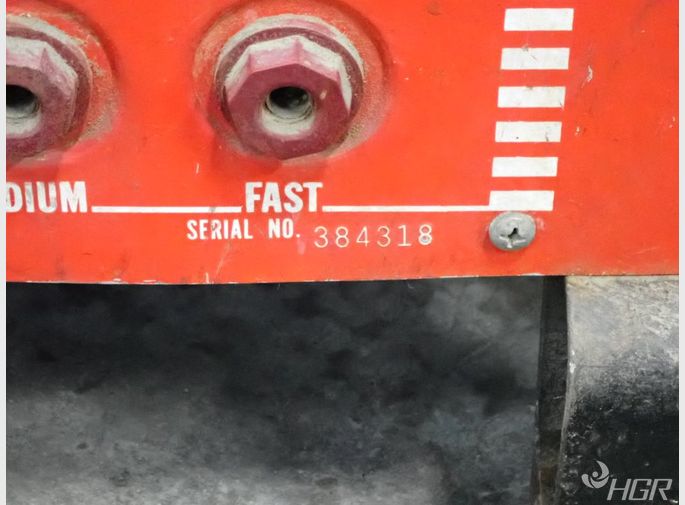 DIUM FAST
SERIAL NO. 384318
HGR